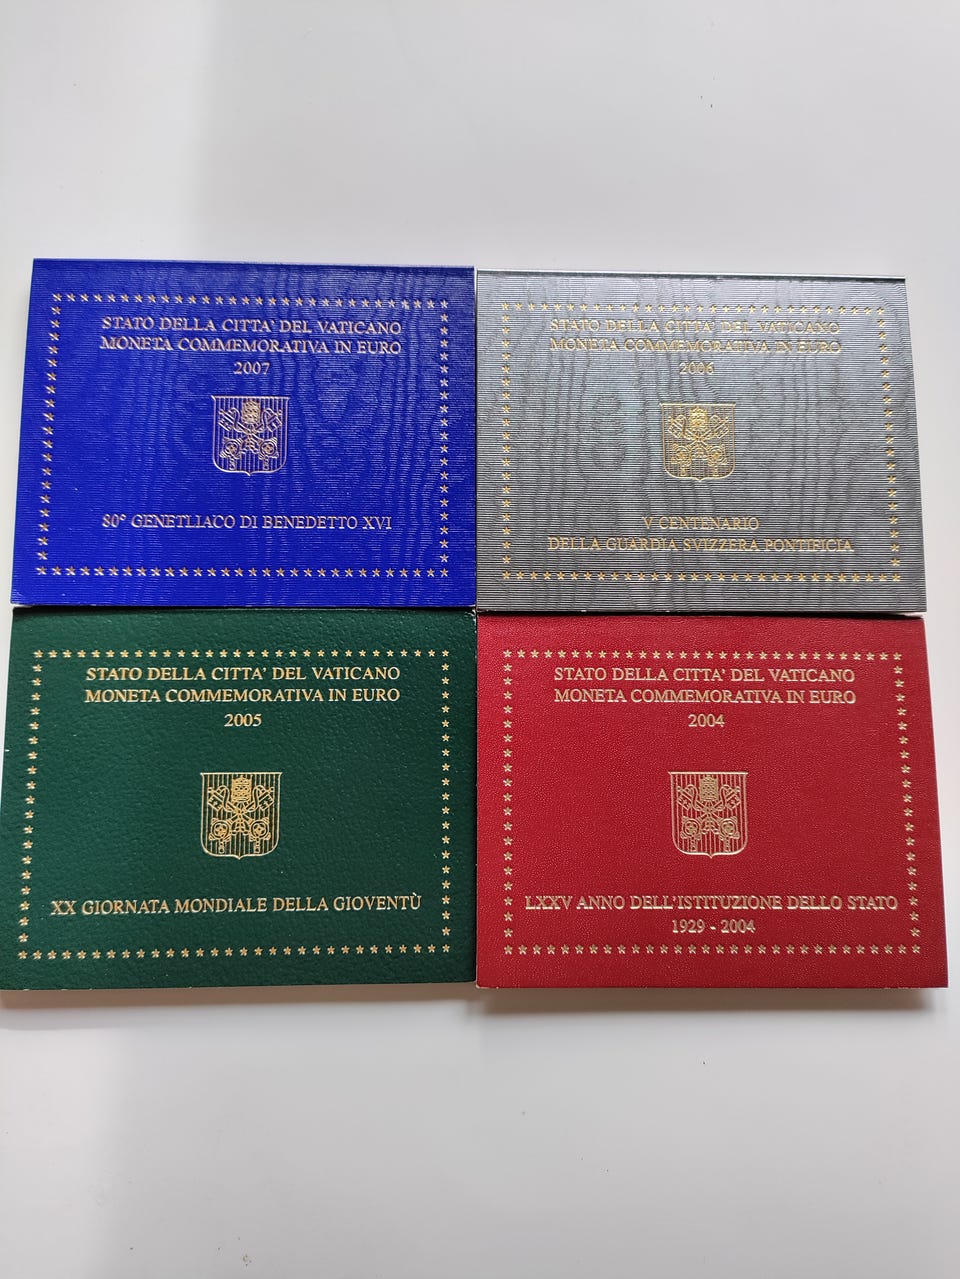 STATO DELLA CITTA' DEL VATICANO
MONETA COMMEMORATIVA IN EURO
2007
80° GENETLIACO DI BENEDETTO XVI
STATO DELLA CITTA' DEL VATICANO
MONETA COMMEMORATIVA IN EURO
2006
V CENTENARIO
DELLA GUARDIA SVIZZERA PONTIFICIA
STATO DELLA CITTA' DEL VATICANO
MONETA COMMEMORATIVA IN EURO
2005
XX GIORNATA MONDIALE DELLA GIOVENTÙ
STATO DELLA CITTA' DEL VATICANO
MONETA COMMEMORATIVA IN EURO
2004
LXXV ANNO DELL'ISTITUZIONE DELLO STATO
1929 - 2004